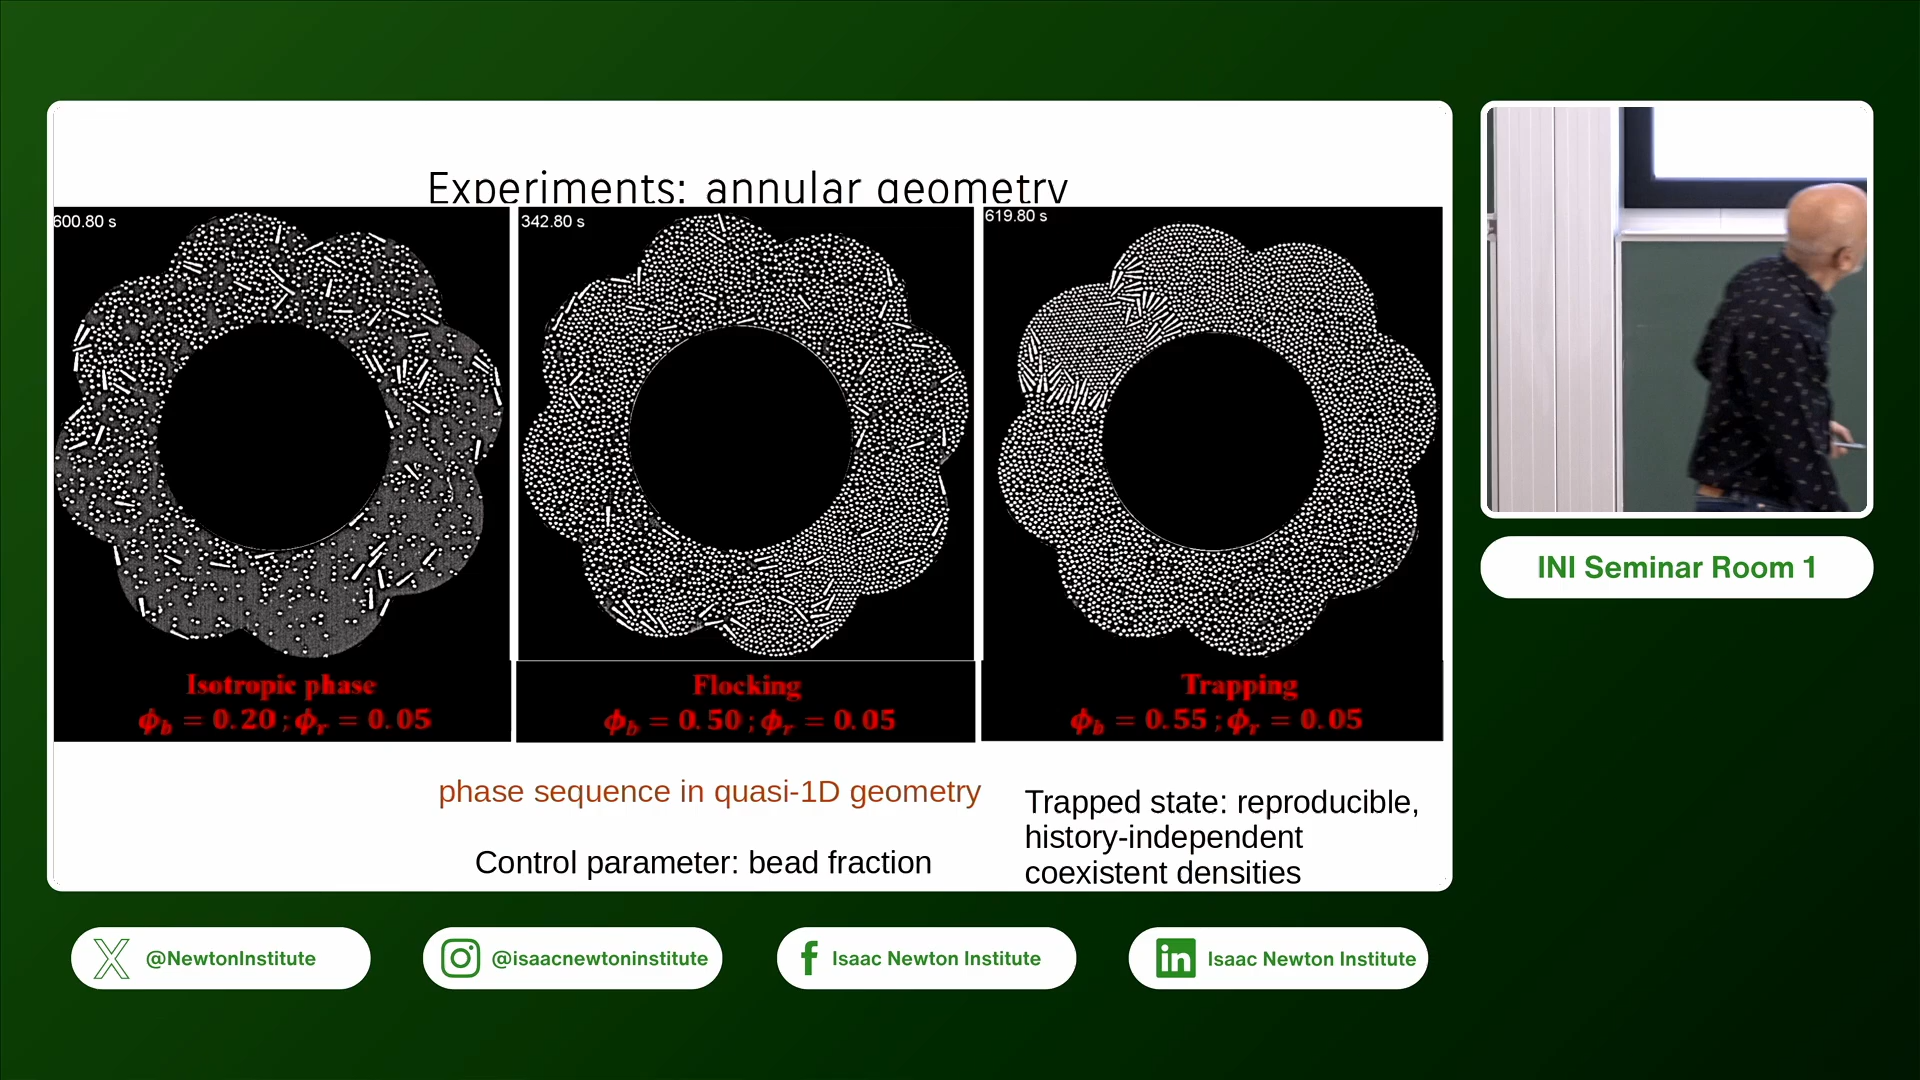 Experiments: annular geometry
600.80 s
342.80 s
619.80 s
Isotropic phase
ϕb = 0.20 ; ϕr = 0.05
Flocking
ϕb = 0.50 ; ϕr = 0.05
Trapping
ϕb = 0.55 ; ϕr = 0.05
phase sequence in quasi-1D geometry
Control parameter: bead fraction
Trapped state: reproducible,
history-independent
coexistent densities
INI Seminar Room 1
@NewtonInstitute
@isaacnewtoninstitute
Isaac Newton Institute
Isaac Newton Institute